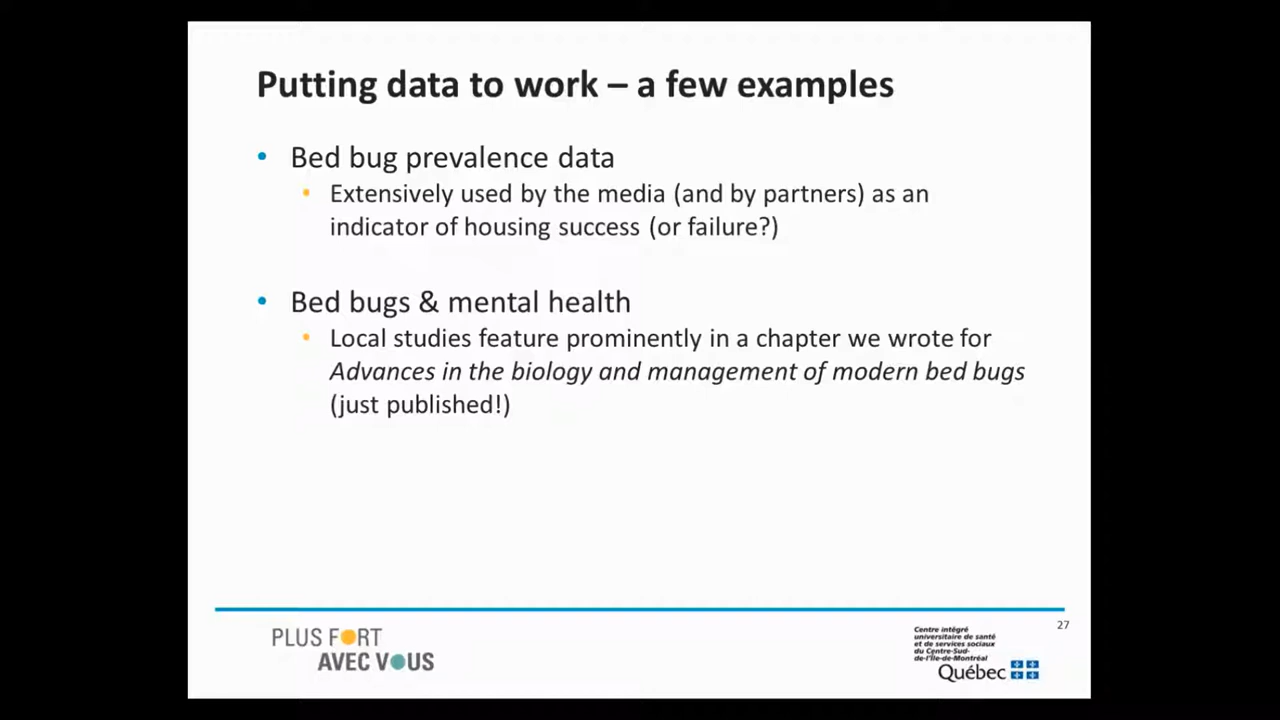 Putting data to work – a few examples
• Bed bug prevalence data
• Extensively used by the media (and by partners) as an
indicator of housing success (or failure?)
• Bed bugs & mental health
• Local studies feature prominently in a chapter we wrote for
Advances in the biology and management of modern bed bugs
(just published!)
27
PLUS FORT
AVEC VOUS
Centre intégré
universitaire de santé
et de services sociaux
du Centre-Sud-
de-l'Île-de-Montréal
Québec